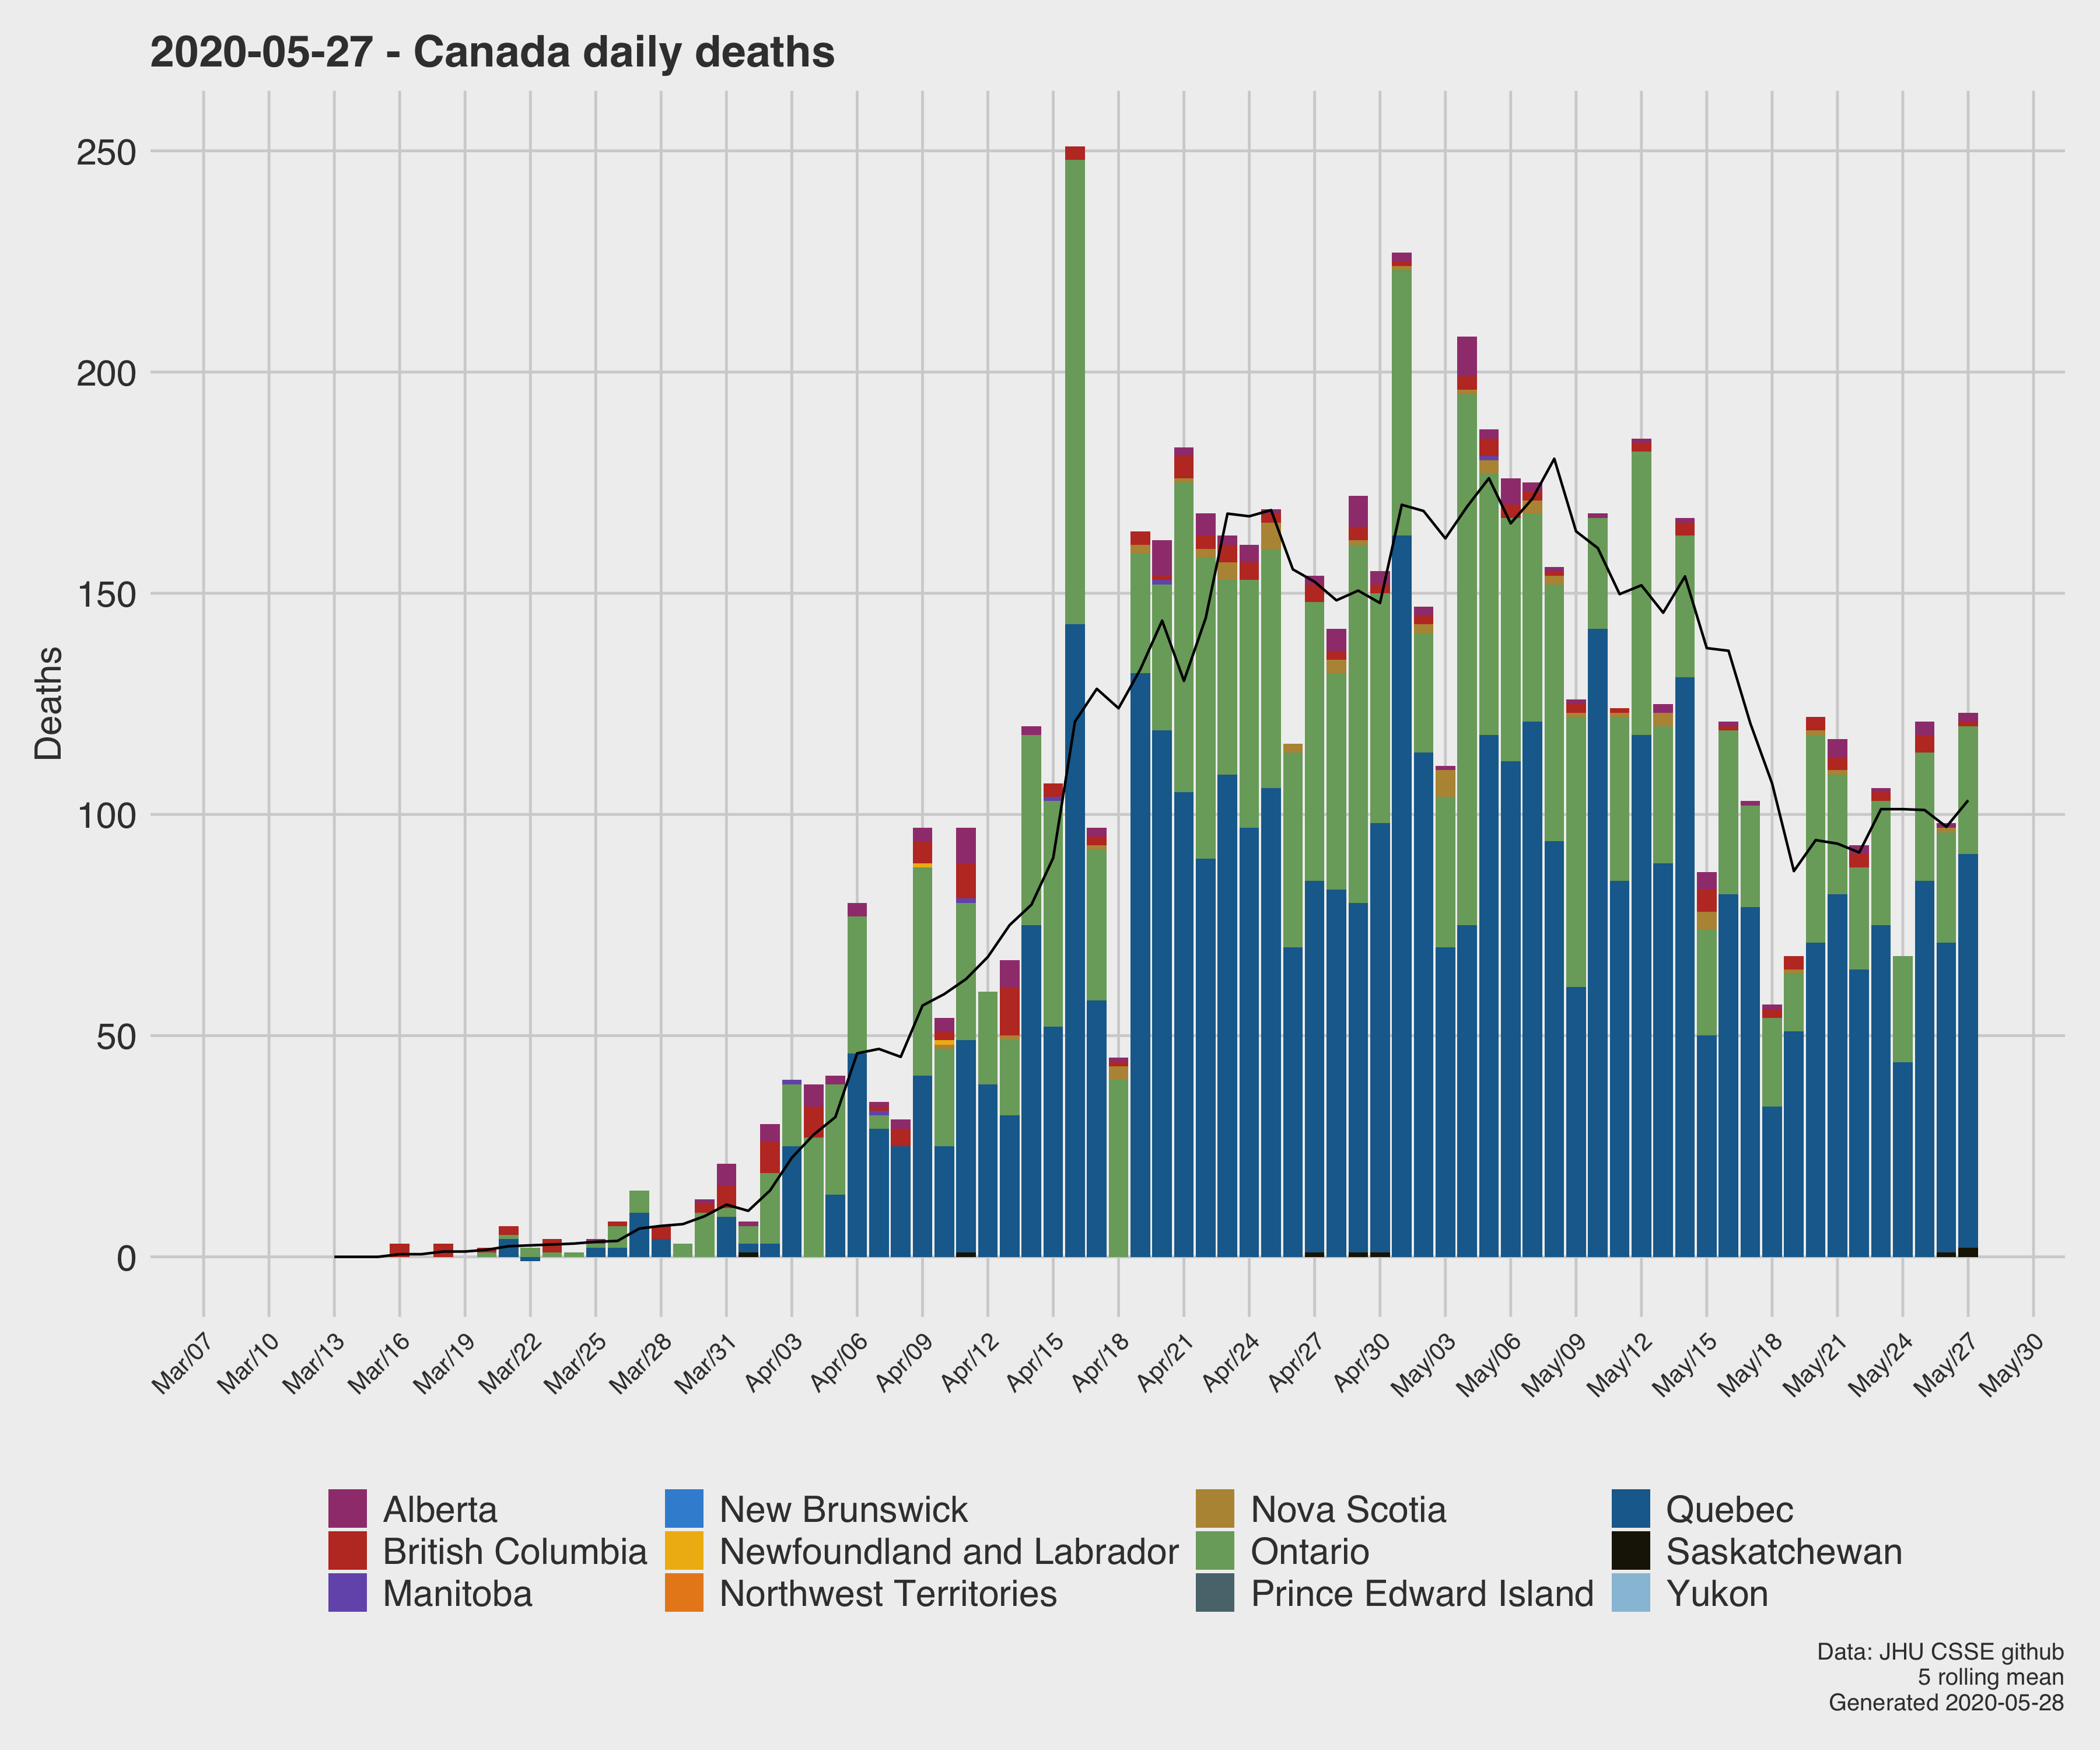 2020-05-27 - Canada daily deaths
Deaths
250
200
150
100
50
0
Mar/07
Mar/10
Mar/13
Mar/16
Mar/19
Mar/22
Mar/25
Mar/28
Mar/31
Apr/03
Apr/06
Apr/09
Apr/12
Apr/15
Apr/18
Apr/21
Apr/24
Apr/27
Apr/30
May/03
May/06
May/09
May/12
May/15
May/18
May/21
May/24
May/27
May/30
Alberta
British Columbia
Manitoba
New Brunswick
Newfoundland and Labrador
Northwest Territories
Nova Scotia
Ontario
Prince Edward Island
Quebec
Saskatchewan
Yukon
Data: JHU CSSE github
5 rolling mean
Generated 2020-05-28